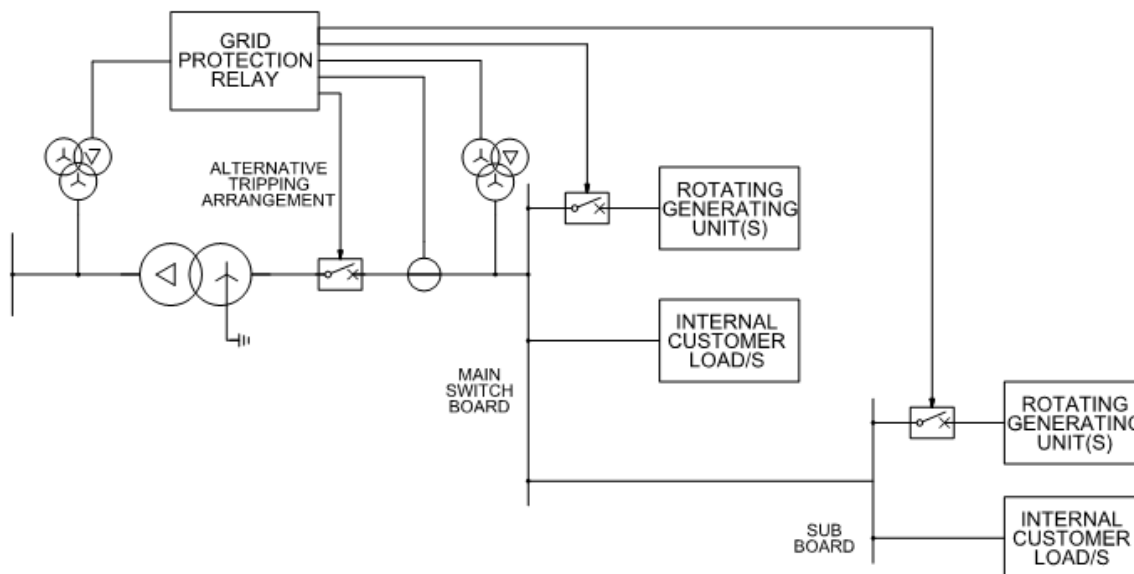 GRID
PROTECTION
RELAY
ALTERNATIVE
TRIPPING
ARRANGEMENT
ROTATING
GENERATING
UNIT(S)
INTERNAL
CUSTOMER
LOAD/S
MAIN
SWITCH
BOARD
ROTATING
GENERATING
UNIT(S)
SUB
BOARD
INTERNAL
CUSTOMER
LOAD/S